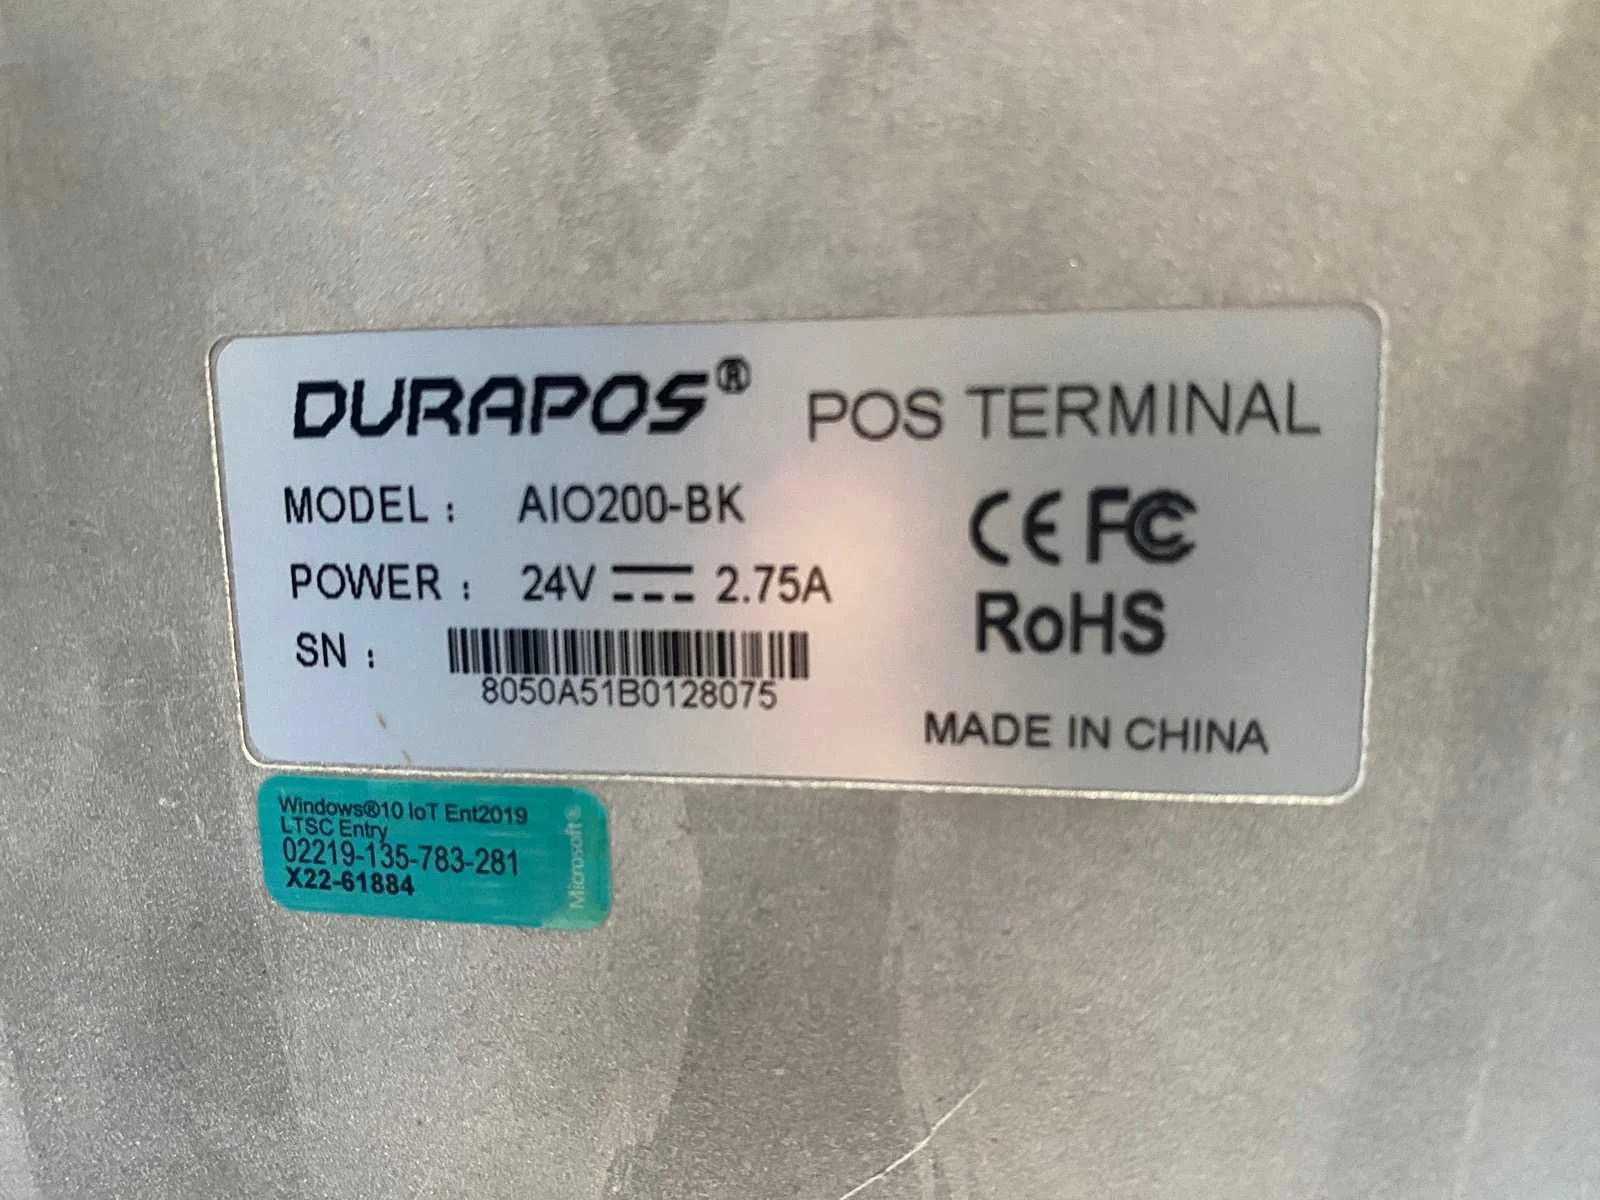 DURAPOS® POS TERMINAL
MODEL : AIO200-BK
POWER : 24V 2.75A
SN :
8050A51B0128075
CE FC
RoHS
MADE IN CHINA
Windows®10 IoT Ent2019
LTSC Entry
02219-135-783-281
X22-61884
Microsoft®